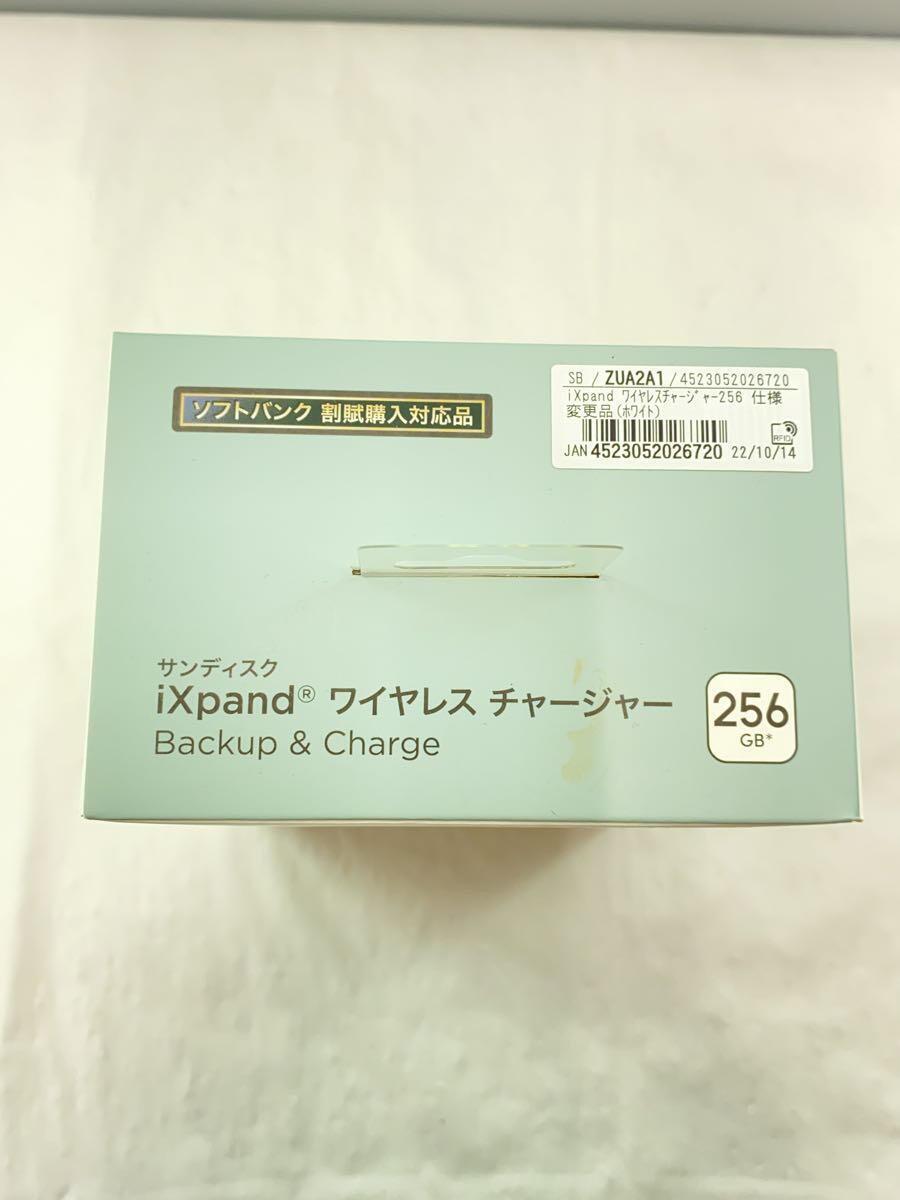 ソフトバンク 割賦購入対応品
SB / ZUA2A1 / 4523052026720
iXpand ﾜｲﾔﾚｽﾁｬｰｼﾞｬｰ256 仕様
変更品(ﾎﾜｲﾄ)
RFID
JAN 4523052026720 22/10/14
サンディスク
iXpand® ワイヤレス チャージャー
Backup & Charge
256
GB*